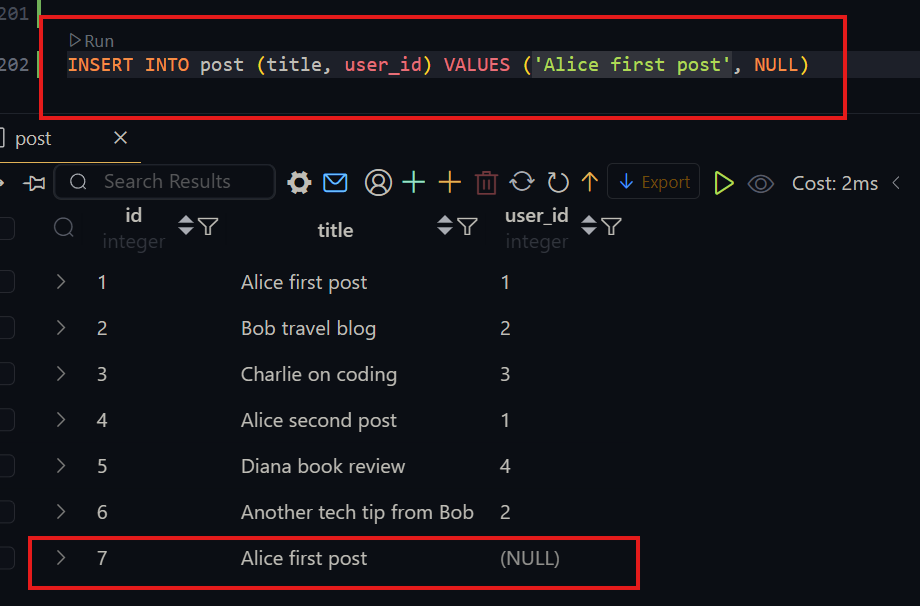 201
Run
202 INSERT INTO post (title, user_id) VALUES ('Alice first post', NULL)
post
Search Results Export Cost: 2ms
id title user_id
integer integer
1 Alice first post 1
2 Bob travel blog 2
3 Charlie on coding 3
4 Alice second post 1
5 Diana book review 4
6 Another tech tip from Bob 2
7 Alice first post (NULL)